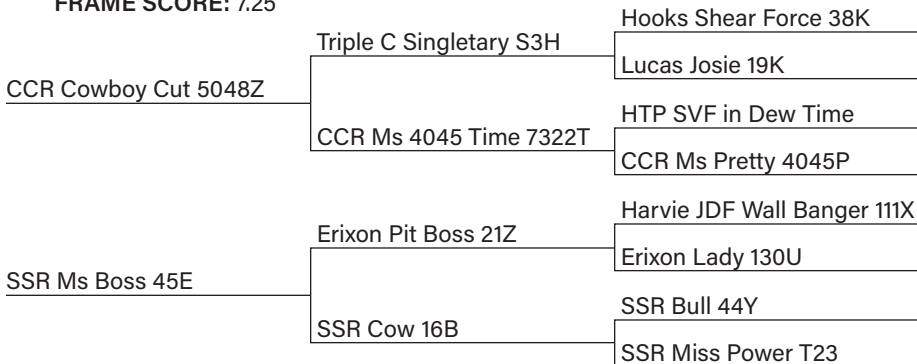 FRAME SCORE: 7.25
Hooks Shear Force 38K
Triple C Singletary S3H
Lucas Josie 19K
CCR Cowboy Cut 5048Z
HTP SVF in Dew Time
CCR Ms 4045 Time 7322T
CCR Ms Pretty 4045P
Harvie JDF Wall Banger 111X
Erixon Pit Boss 21Z
Erixon Lady 130U
SSR Ms Boss 45E
SSR Bull 44Y
SSR Cow 16B
SSR Miss Power T23